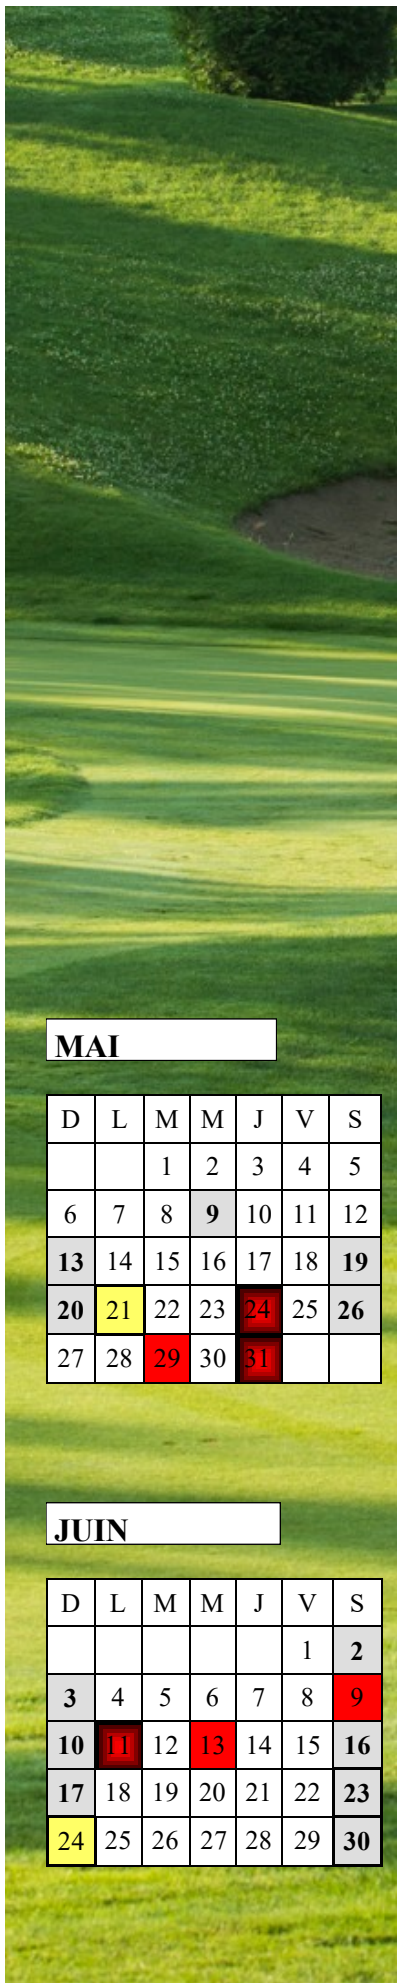 MAI
D L M M J V S
1 2 3 4 5
6 7 8 9 10 11 12
13 14 15 16 17 18 19
20 21 22 23 24 25 26
27 28 29 30 31
JUIN
D L M M J V S
1 2
3 4 5 6 7 8 9
10 11 12 13 14 15 16
17 18 19 20 21 22 23
24 25 26 27 28 29 30